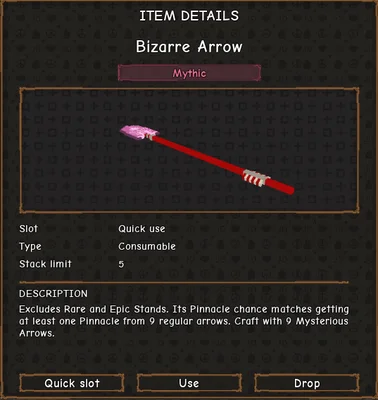 ITEM DETAILS
Bizarre Arrow
Mythic
Slot Quick use
Type Consumable
Stack limit 5
DESCRIPTION
Excludes Rare and Epic Stands. Its Pinnacle chance matches getting
at least one Pinnacle from 9 regular arrows. Craft with 9 Mysterious
Arrows.
Quick slot Use Drop